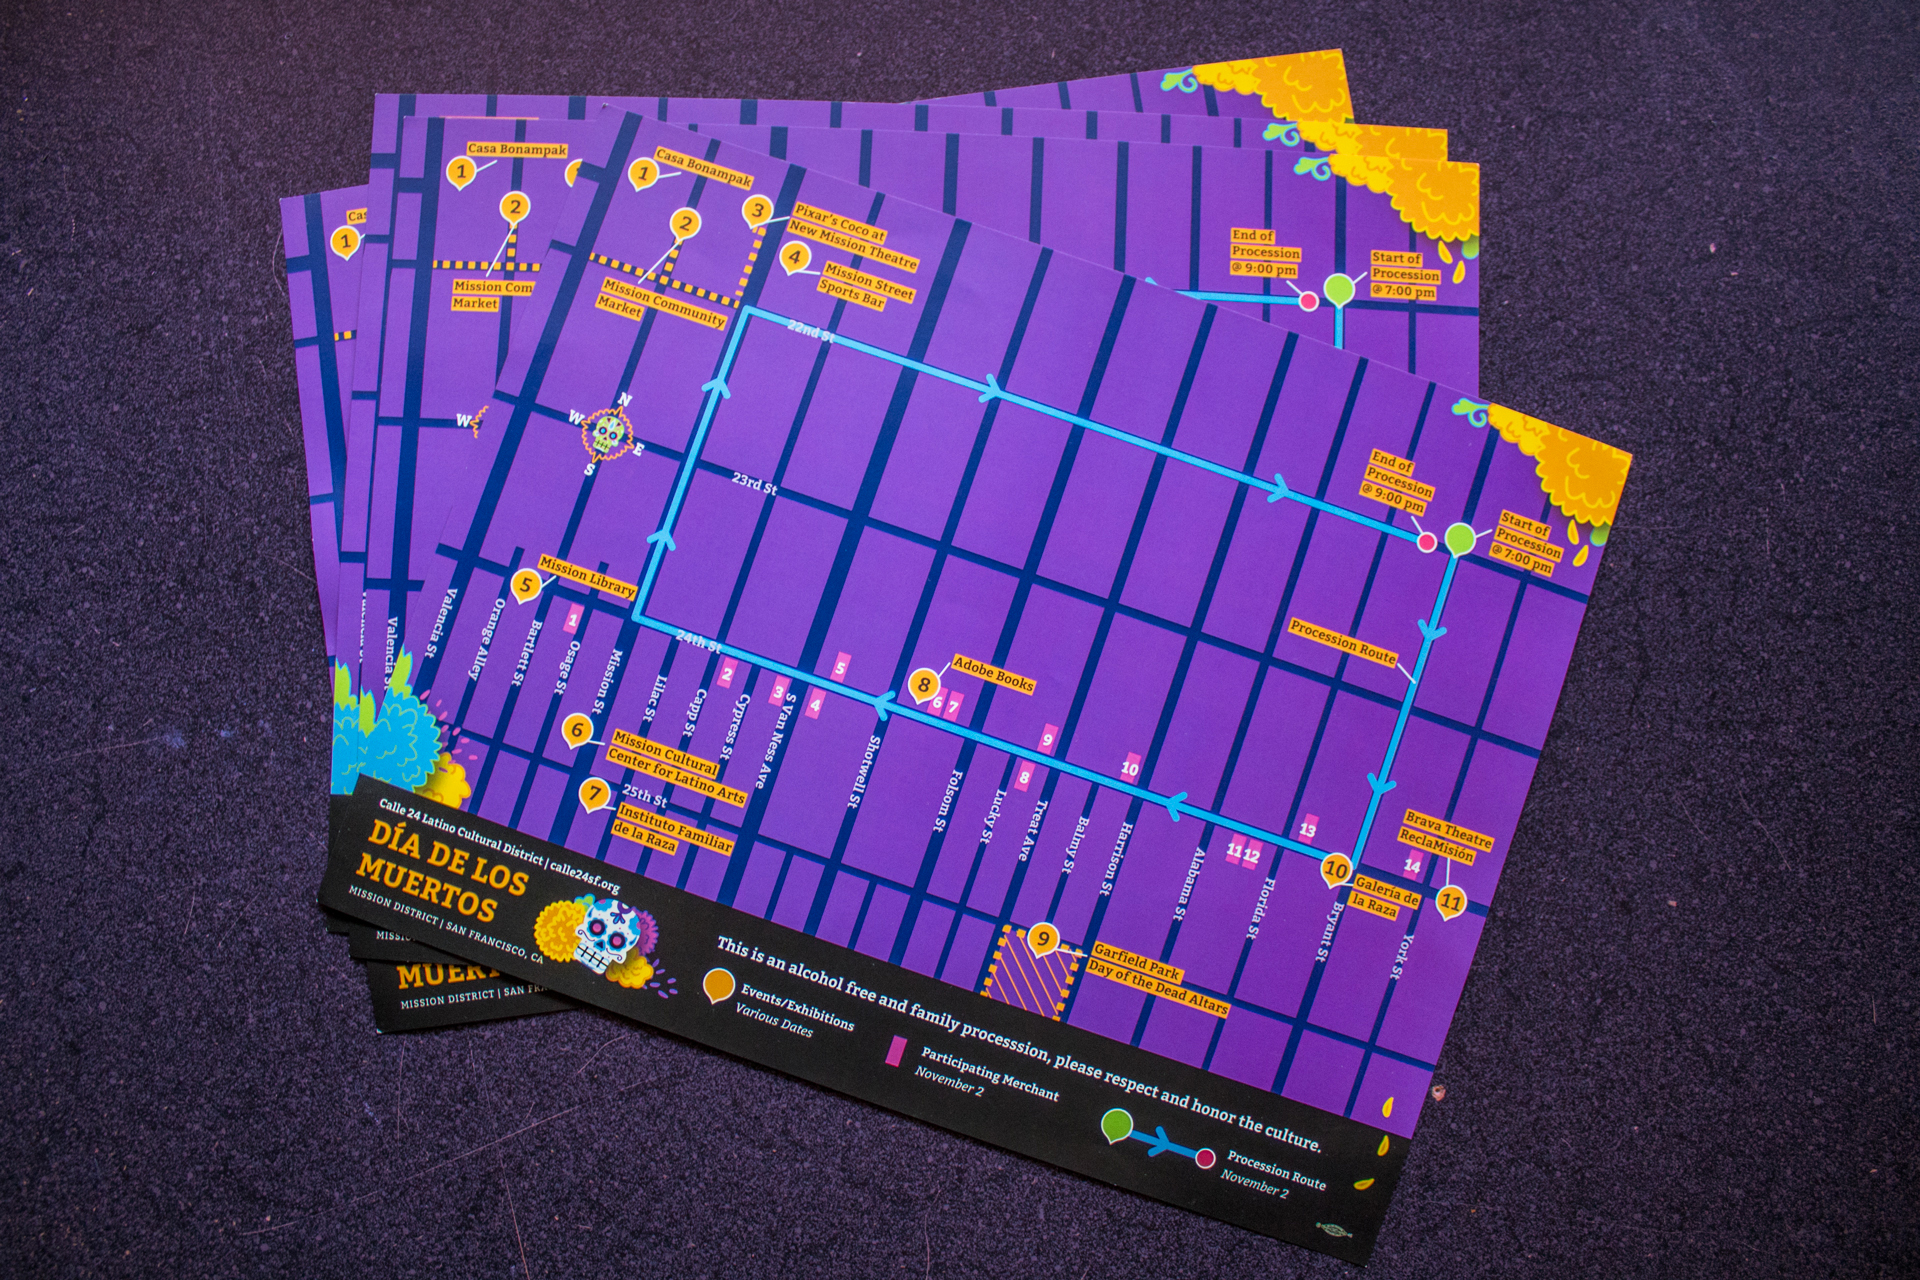 Casa Bonampak
1
2
3
Pixar's Coco at
New Mission Theatre
4
Mission Street
Sports Bar
Mission Community
Market
22nd St
N
W
E
S
23rd St
End of
Procession
@ 9:00 pm
Start of
Procession
@ 7:00 pm
Procession Route
5
Mission Library
24th St
1
2
3
4
5
8
Adobe Books
6
7
9
8
10
11
12
13
14
Valencia St
Orange Alley
Bartlett St
Osage St
Mission St
Lilac St
Capp St
Cypress St
S Van Ness Ave
Shotwell St
Folsom St
Lucky St
Treat Ave
Balmy St
Harrison St
Alabama St
Florida St
Bryant St
York St
6
Mission Cultural
Center for Latino Arts
7
25th St
Instituto Familiar
de la Raza
Brava Theatre
ReclaMisión
11
10
Galería de
la Raza
9
Garfield Park
Day of the Dead Altars
Calle 24 Latino Cultural District | calle24sf.org
DÍA DE LOS
MUERTOS
MISSION DISTRICT | SAN FRANCISCO, CA
This is an alcohol free and family processsion, please respect and honor the culture.
Events/Exhibitions
Various Dates
Participating Merchant
November 2
Procession Route
November 2
Casa Bonampak
1
2
Mission Com
Market
W
End of
Procession
@ 9:00 pm
Start of
Procession
@ 7:00 pm
Cas
1
Valencia S
MISSI
MUER
MISSION DISTRICT | SAN FRA